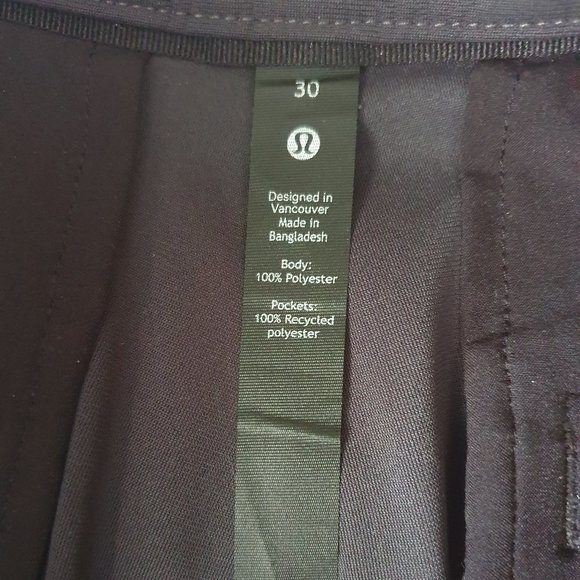 30
Designed in
Vancouver
Made in
Bangladesh
Body:
100% Polyester
Pockets:
100% Recycled
polyester